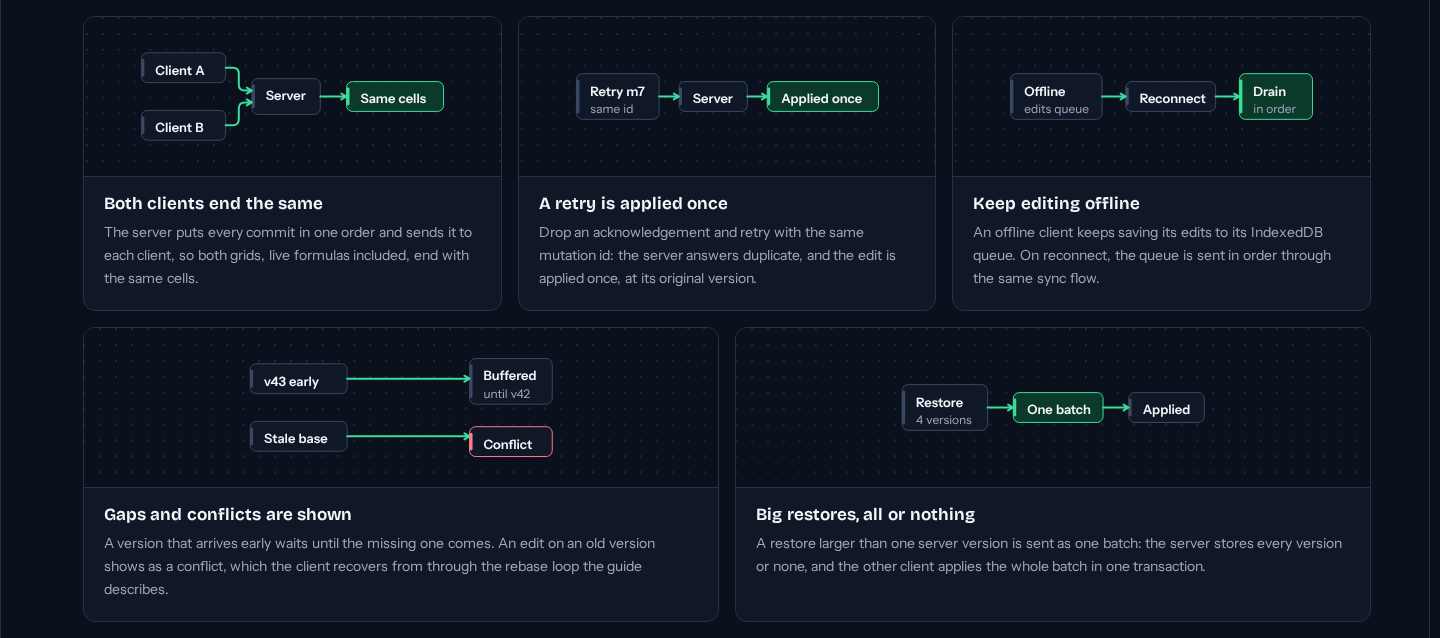 Client A
Client B
Server
Same cells
Both clients end the same
The server puts every commit in one order and sends it to
each client, so both grids, live formulas included, end with
the same cells.
Retry m7
same id
Server
Applied once
A retry is applied once
Drop an acknowledgement and retry with the same
mutation id: the server answers duplicate, and the edit is
applied once, at its original version.
Offline
edits queue
Reconnect
Drain
in order
Keep editing offline
An offline client keeps saving its edits to its IndexedDB
queue. On reconnect, the queue is sent in order through
the same sync flow.
v43 early
Buffered
until v42
Stale base
Conflict
Gaps and conflicts are shown
A version that arrives early waits until the missing one comes. An edit on an old version
shows as a conflict, which the client recovers from through the rebase loop the guide
describes.
Restore
4 versions
One batch
Applied
Big restores, all or nothing
A restore larger than one server version is sent as one batch: the server stores every version
or none, and the other client applies the whole batch in one transaction.